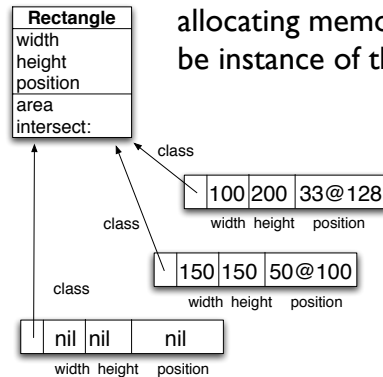 Rectangle
width
height
position
area
intersect:
allocating memo
be instance of th
class
100 200 33@128
width height position
class
150 150 50@100
width height position
class
nil nil nil
width height position